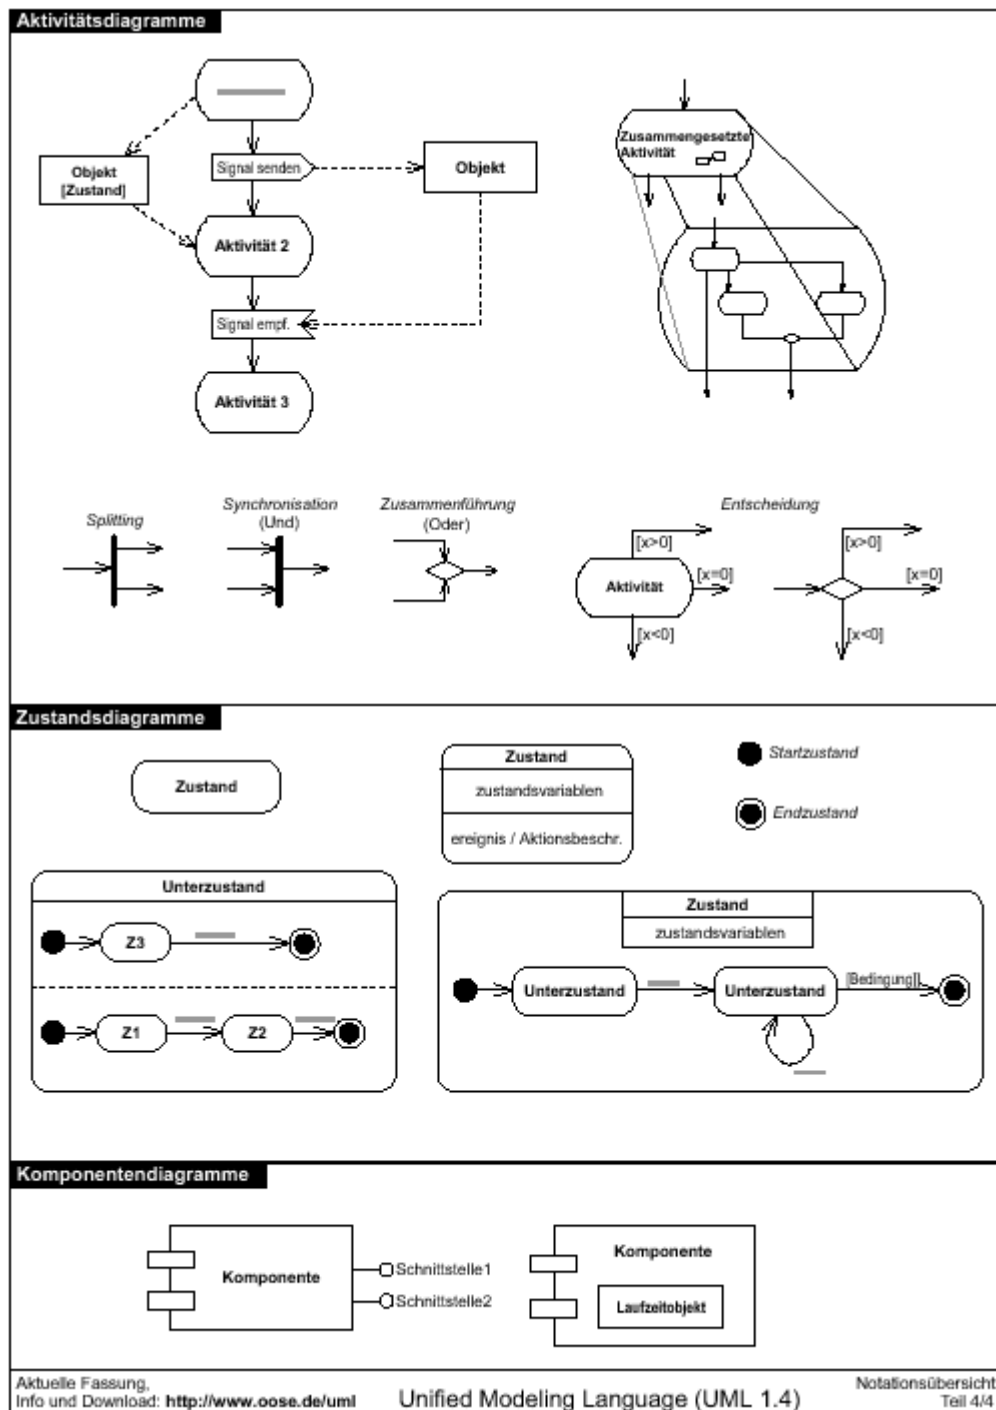 Aktivitätsdiagramme
Signal senden
Objekt
[Zustand]
Objekt
Aktivität 2
Signal empf.
Aktivität 3
Zusammengesetzte
Aktivität
Splitting
Synchronisation
(Und)
Zusammenführung
(Oder)
Entscheidung
[x>0]
Aktivität
[x=0]
[x<0]
[x>0]
[x=0]
[x<0]
Zustandsdiagramme
Zustand
Zustand
zustandsvariablen
ereignis / Aktionsbeschr.
Startzustand
Endzustand
Unterzustand
Z3
Z1
Z2
Zustand
zustandsvariablen
Unterzustand
Unterzustand
[Bedingung]
Komponentendiagramme
Komponente
Schnittstelle1
Schnittstelle2
Komponente
Laufzeitobjekt
Aktuelle Fassung,
Info und Download: http://www.oose.de/uml
Unified Modeling Language (UML 1.4)
Notationsübersicht
Teil 4/4